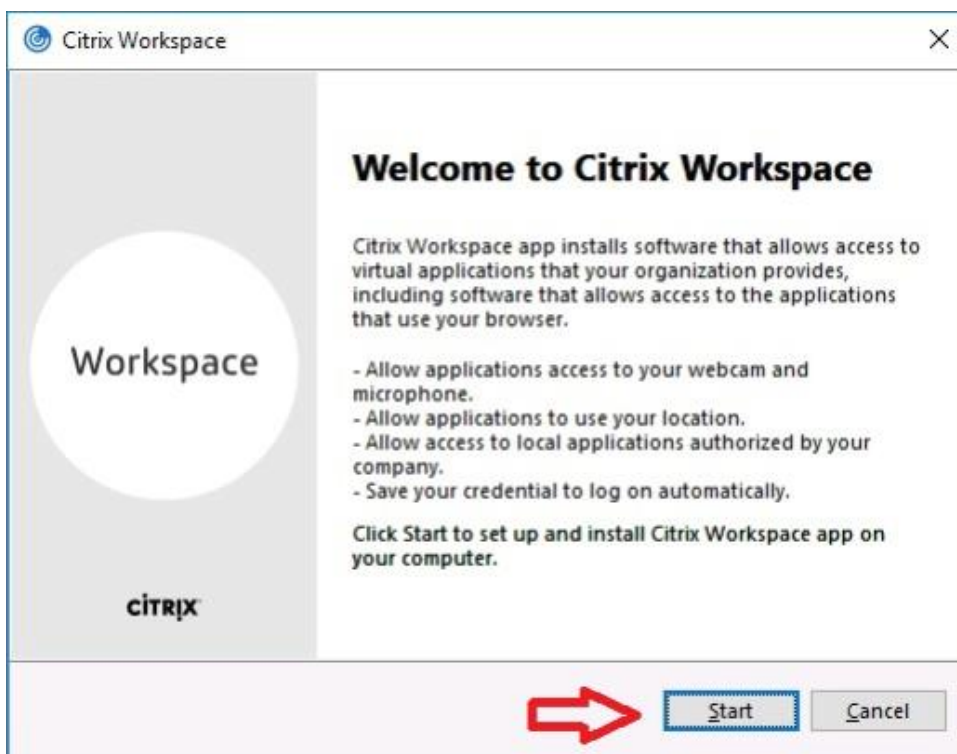 Citrix Workspace
Welcome to Citrix Workspace
Citrix Workspace app installs software that allows access to
virtual applications that your organization provides,
including software that allows access to the applications
that use your browser.
- Allow applications access to your webcam and
microphone.
- Allow applications to use your location.
- Allow access to local applications authorized by your
company.
- Save your credential to log on automatically.
Click Start to set up and install Citrix Workspace app on
your computer.
Workspace
CİTRIX
Start
Cancel